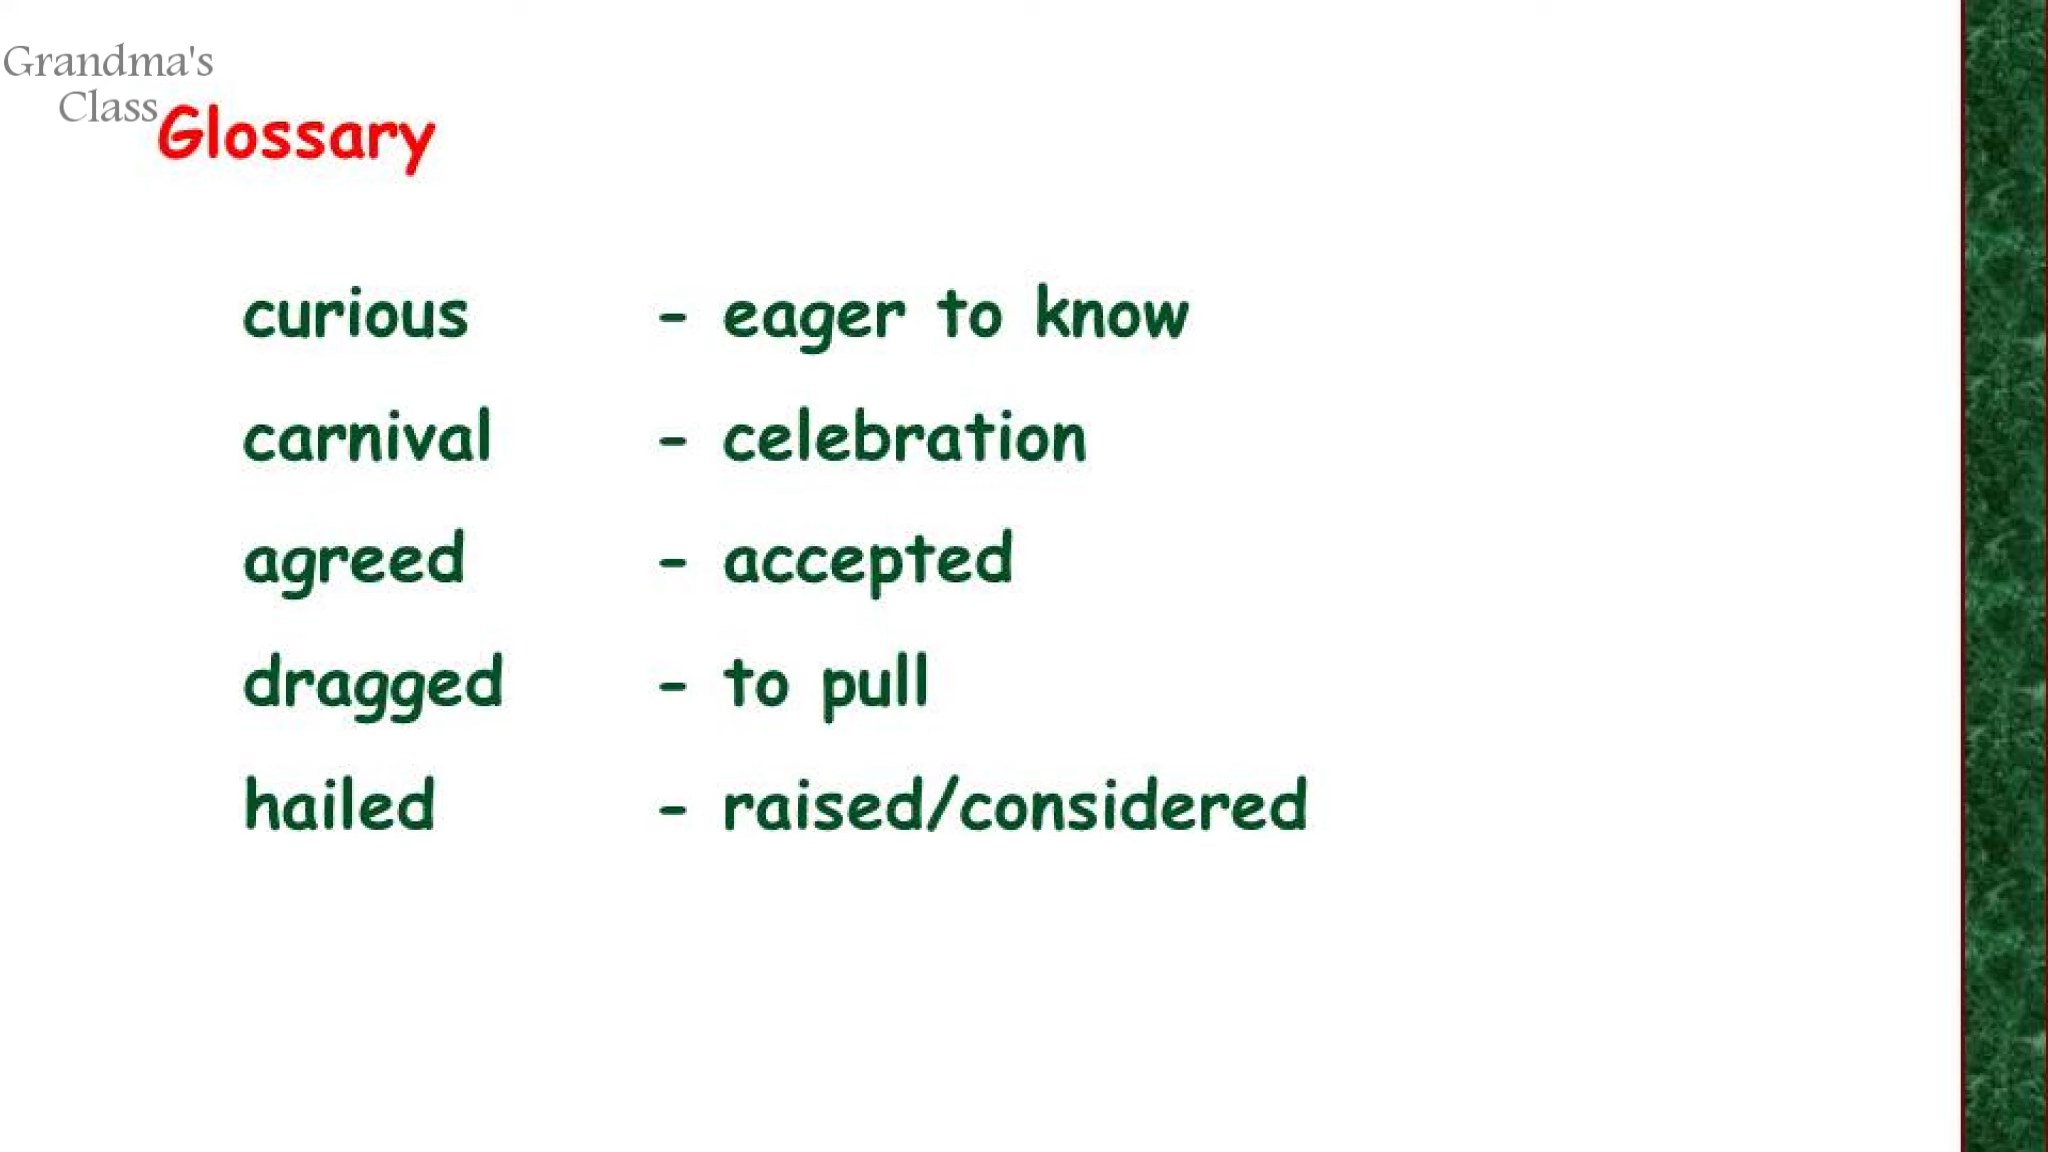 Grandma's
Class
Glossary
curious - eager to know
carnival - celebration
agreed - accepted
dragged - to pull
hailed - raised/considered